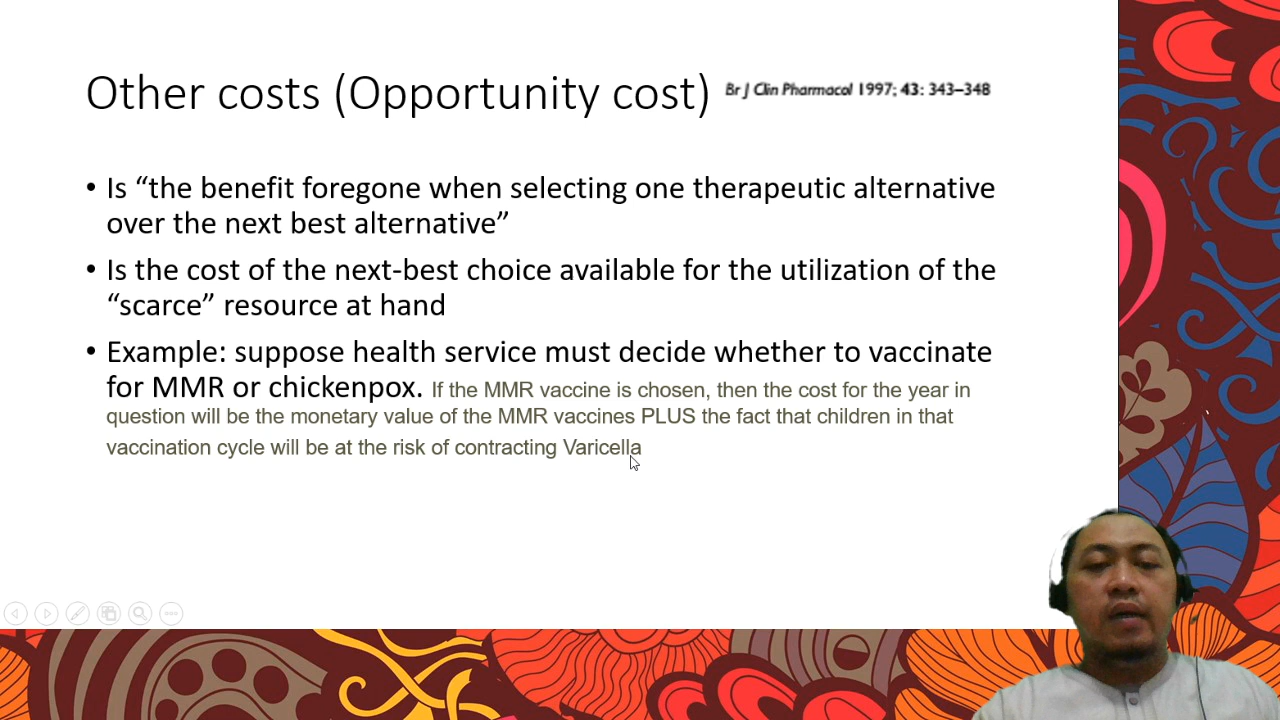 Other costs (Opportunity cost) Br J Clin Pharmacol 1997; 43: 343–348
• Is “the benefit foregone when selecting one therapeutic alternative
over the next best alternative”
• Is the cost of the next-best choice available for the utilization of the
“scarce” resource at hand
• Example: suppose health service must decide whether to vaccinate
for MMR or chickenpox. If the MMR vaccine is chosen, then the cost for the year in
question will be the monetary value of the MMR vaccines PLUS the fact that children in that
vaccination cycle will be at the risk of contracting Varicella